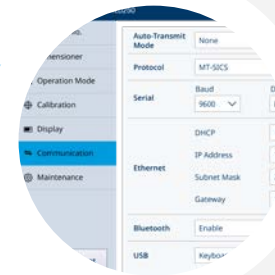 Auto-Transmit
Mode
None
Protocol
MT-SICS
Operation Mode
Calibration
Baud
Serial
9600
Display
DHCP
Communication
IP Address
Ethernet
Maintenance
Subnet Mask
Gateway
Bluetooth
Enable
USB